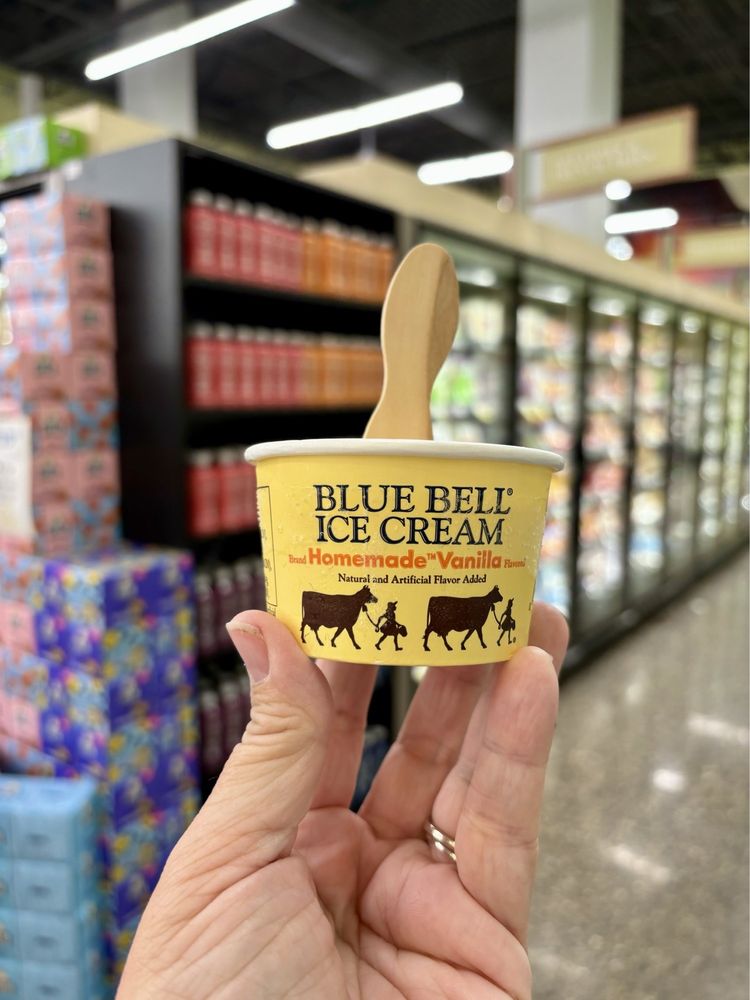 BLUE BELL®
ICE CREAM
Brand Homemade™ Vanilla Flavored
Natural and Artificial Flavor Added